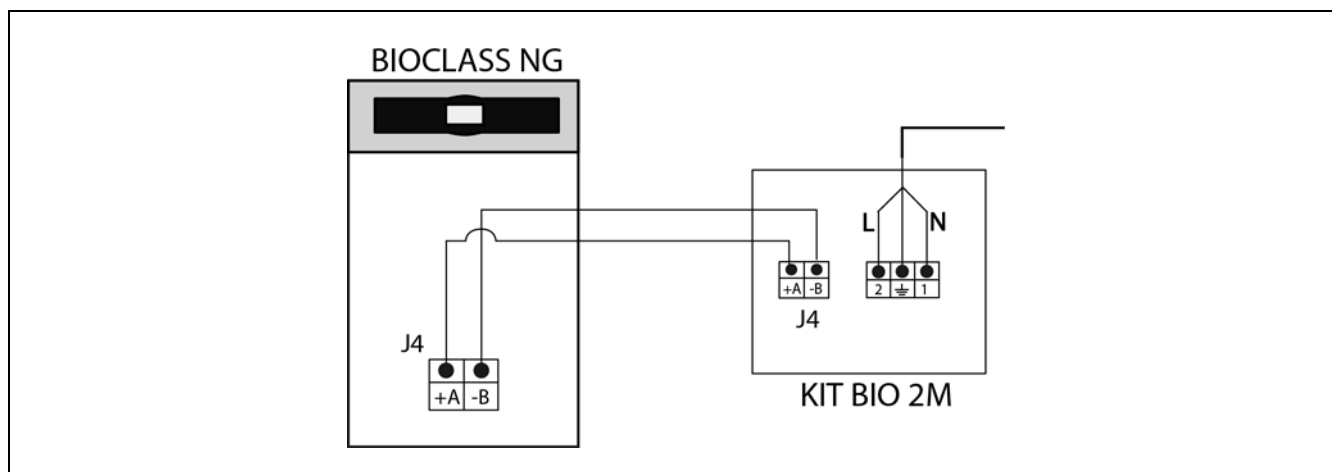 BIOCLASS NG
L N
+A -B
2 1
J4
J4
+A -B
KIT BIO 2M